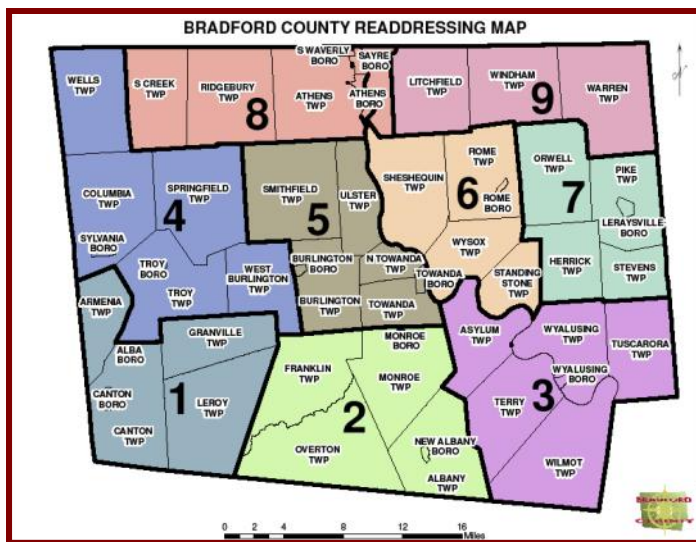 BRADFORD COUNTY READDRESSING MAP
WELLS
TWP
S CREEK
TWP
RIDGEBURY
TWP
8
ATHENS
TWP
S WAVERLY
BORO
SAYRE
BORO
ATHENS
BORO
LITCHFIELD
TWP
WINDHAM
TWP
9
WARREN
TWP
COLUMBIA
TWP
SPRINGFIELD
TWP
4
SYLVANIA
BORO
TROY
BORO
TROY
TWP
WEST
BURLINGTON
TWP
SMITHFIELD
TWP
5
ULSTER
TWP
BURLINGTON
BORO
N TOWANDA
TWP
BURLINGTON
TWP
TOWANDA
TWP
TOWANDA
BORO
SHESHEQUIN
TWP
ROME
TWP
6
ROME
BORO
WYSOX
TWP
STANDING
STONE
TWP
ORWELL
TWP
7
PIKE
TWP
LERAYSVILLE
BORO
HERRICK
TWP
STEVENS
TWP
ARMENIA
TWP
GRANVILLE
TWP
ALBA
BORO
CANTON
BORO
1
LEROY
TWP
CANTON
TWP
FRANKLIN
TWP
MONROE
BORO
MONROE
TWP
2
OVERTON
TWP
NEW ALBANY
BORO
ALBANY
TWP
ASYLUM
TWP
WYALUSING
TWP
TUSCARORA
TWP
WYALUSING
BORO
TERRY
TWP
3
WILMOT
TWP
0 2 4 8 12 16
Miles
BRADFORD
COUNTY